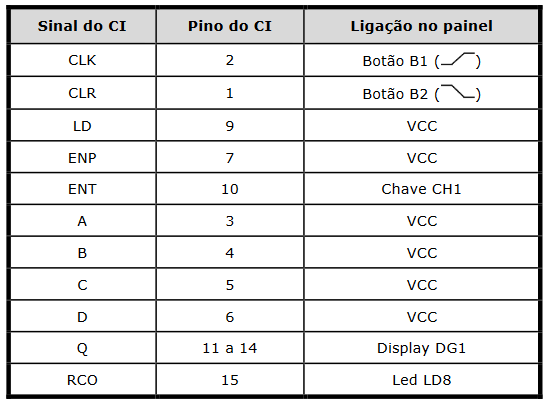 Sinal do CI Pino do CI Ligação no painel
CLK 2 Botão B1 ( )
CLR 1 Botão B2 ( )
LD 9 VCC
ENP 7 VCC
ENT 10 Chave CH1
A 3 VCC
B 4 VCC
C 5 VCC
D 6 VCC
Q 11 a 14 Display DG1
RCO 15 Led LD8